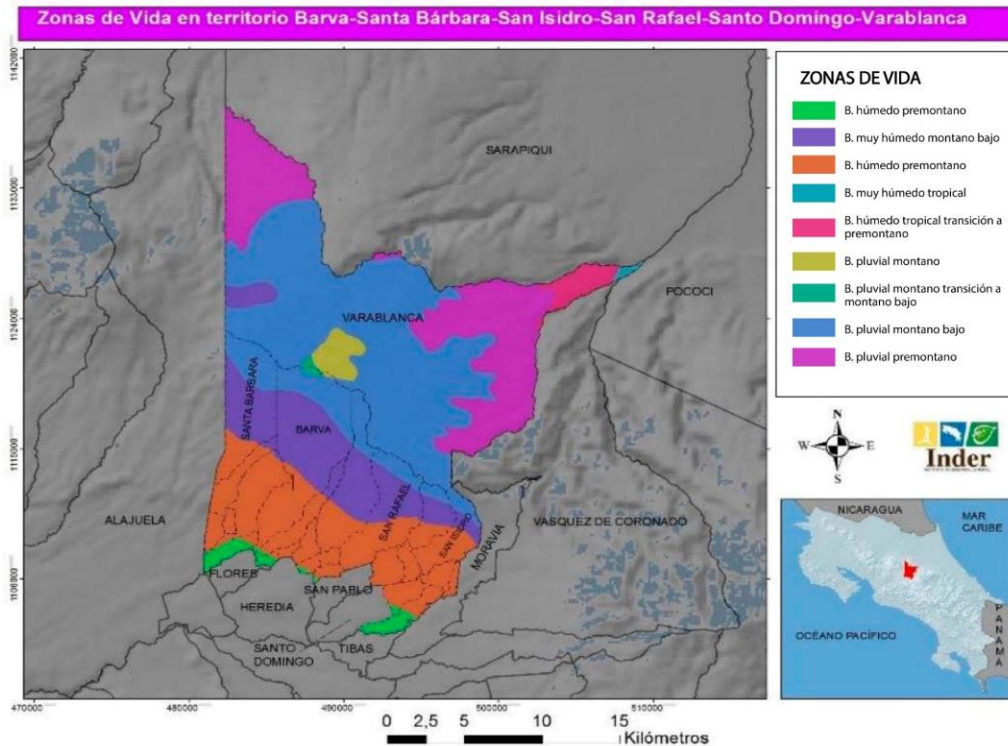 Zonas de Vida en territorio Barva-Santa Bárbara-San Isidro-San Rafael-Santo Domingo-Varablanca
ZONAS DE VIDA
B. húmedo premontano
B. muy húmedo montano bajo
B. húmedo premontano
B. muy húmedo tropical
B. húmedo tropical transición a
premontano
B. pluvial montano
B. pluvial montano transición a
montano bajo
B. pluvial montano bajo
B. pluvial premontano
SARAPIQUI
POCOCI
VARABLANCA
SANTA BARBARA
BARVA
SAN RAFAEL
SAN ISIDRO
MORAVIA
VASQUEZ DE CORONADO
ALAJUELA
FLORES
HEREDIA
SAN PABLO
SANTO
DOMINGO
TIBAS
1142000
1133000
1124000
1115000
1106000
470000
480000
490000
500000
510000
0 2,5 5 10 15
Kilómetros
N
W
E
S
Inder
NICARAGUA
MAR
CARIBE
OCÉANO PACÍFICO
PANAMA